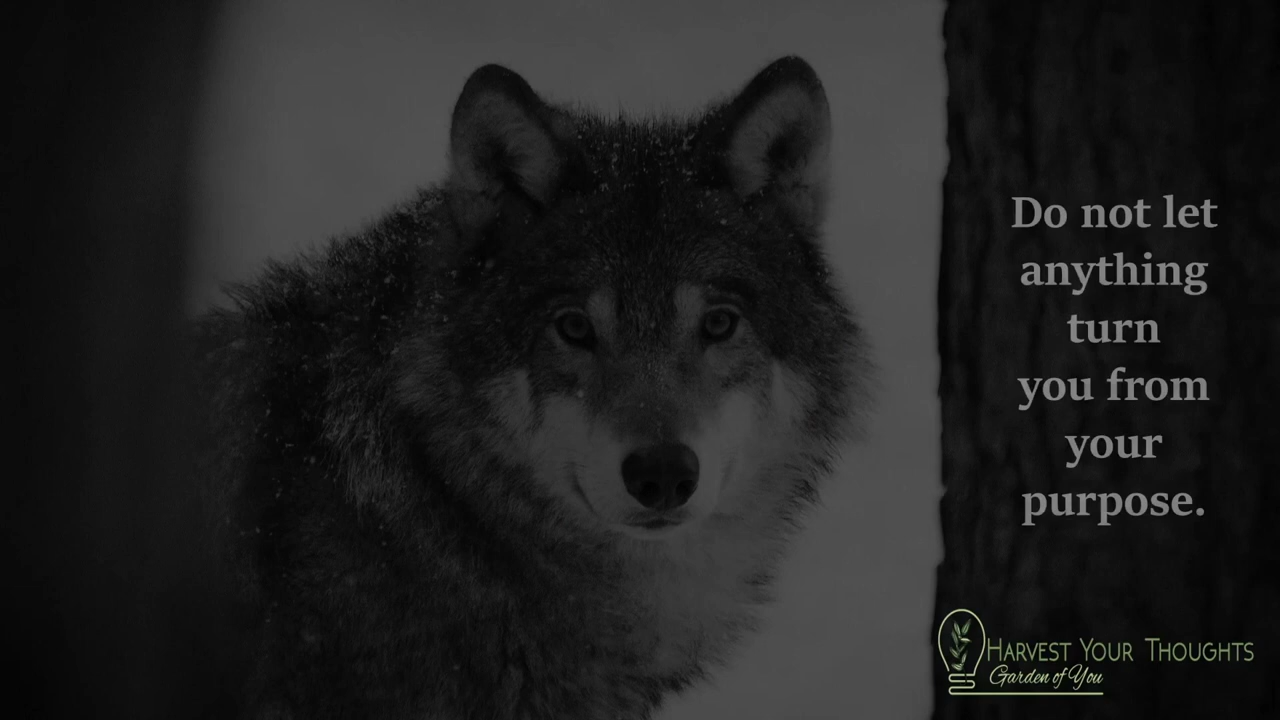 Do not let
anything
turn
you from
your
purpose.
Harvest Your Thoughts
Garden of You